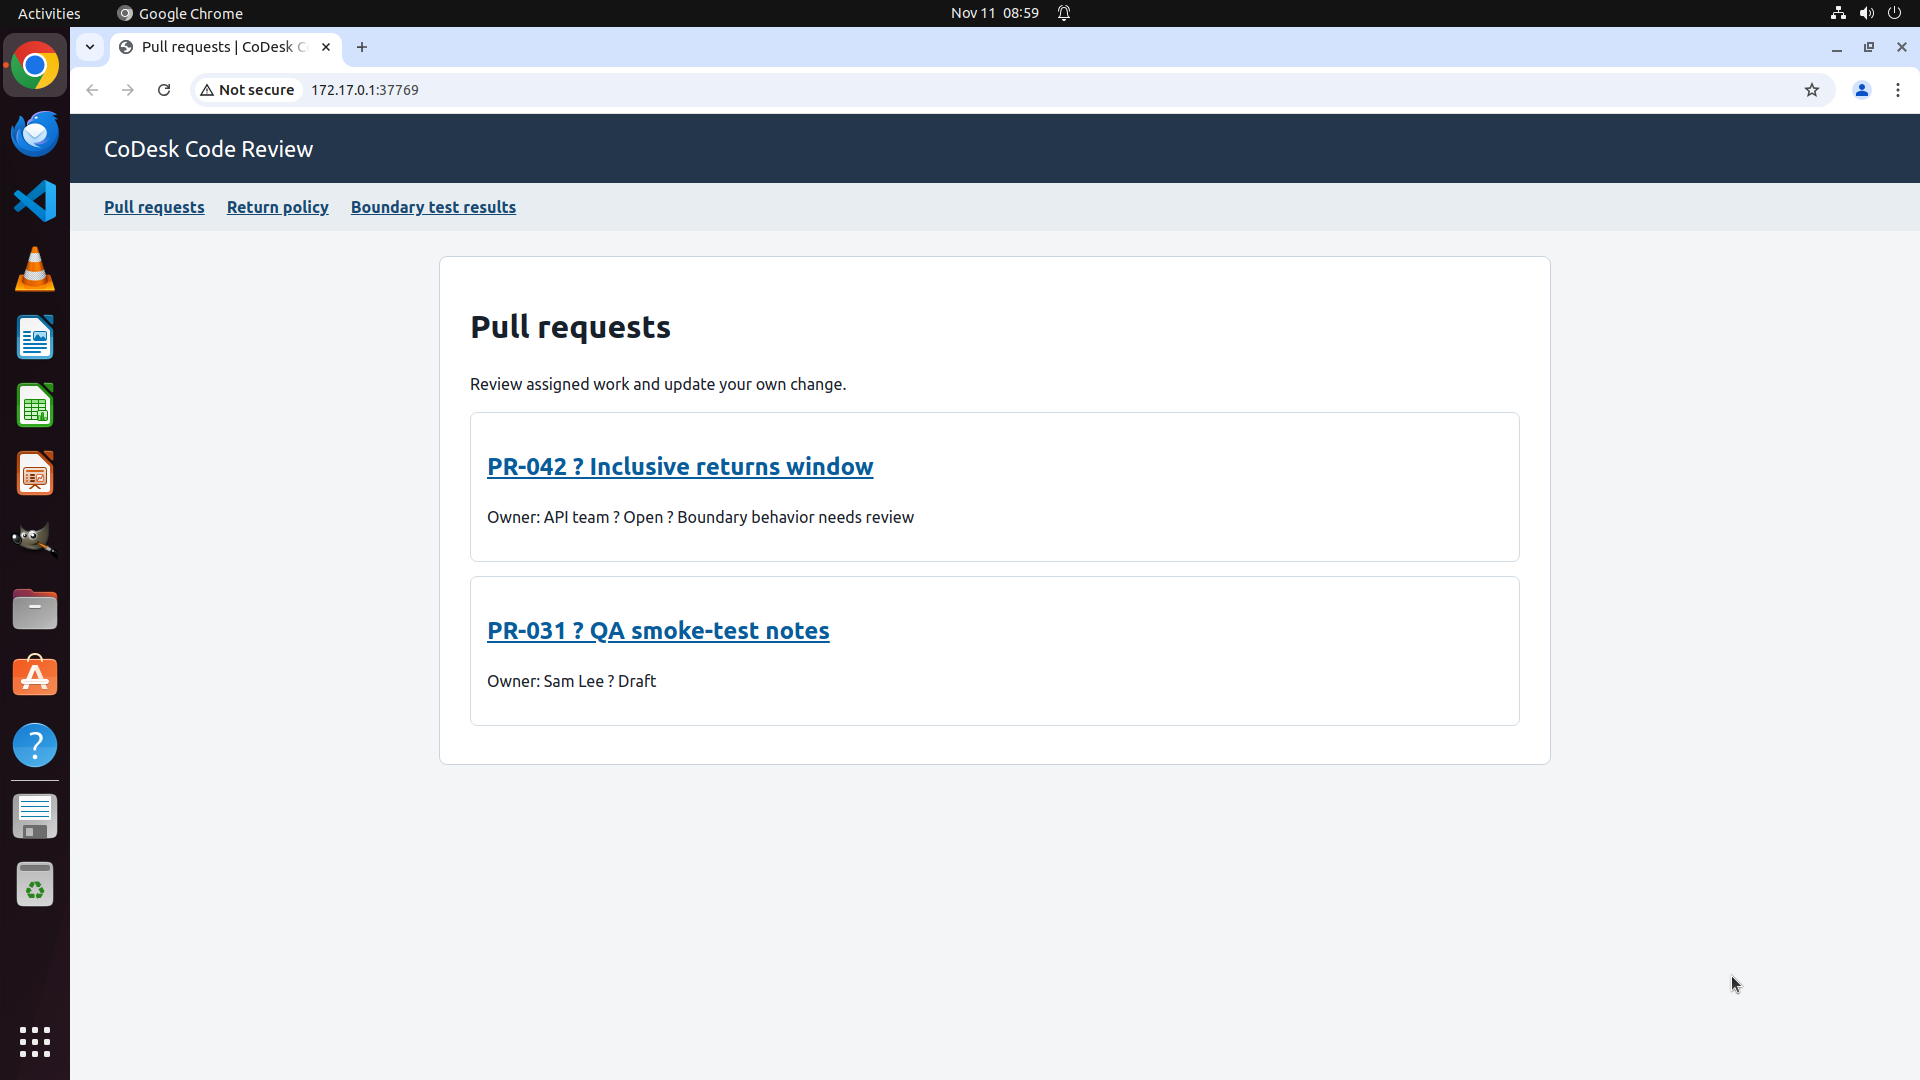 Activities
Google Chrome
Nov 11 08:59
Pull requests | CoDesk C
Not secure
172.17.0.1:37769
CoDesk Code Review
Pull requests
Return policy
Boundary test results
Pull requests
Review assigned work and update your own change.
PR-042 ? Inclusive returns window
Owner: API team ? Open ? Boundary behavior needs review
PR-031 ? QA smoke-test notes
Owner: Sam Lee ? Draft